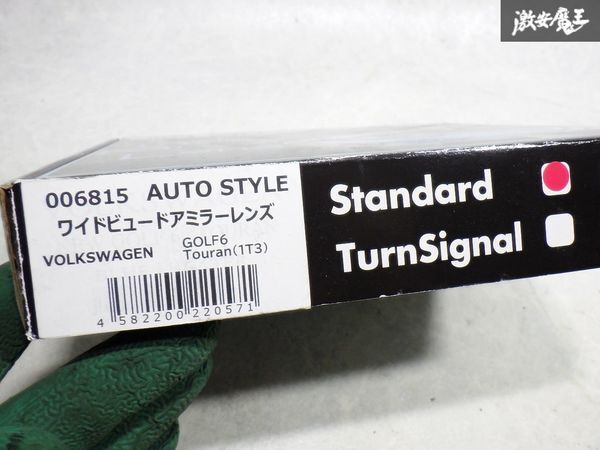 激安魔王
006815 AUTO STYLE
ワイドビュードアミラーレンズ
VOLKSWAGEN GOLF6
Touran(1T3)
4 582200 220571
Standard
TurnSignal